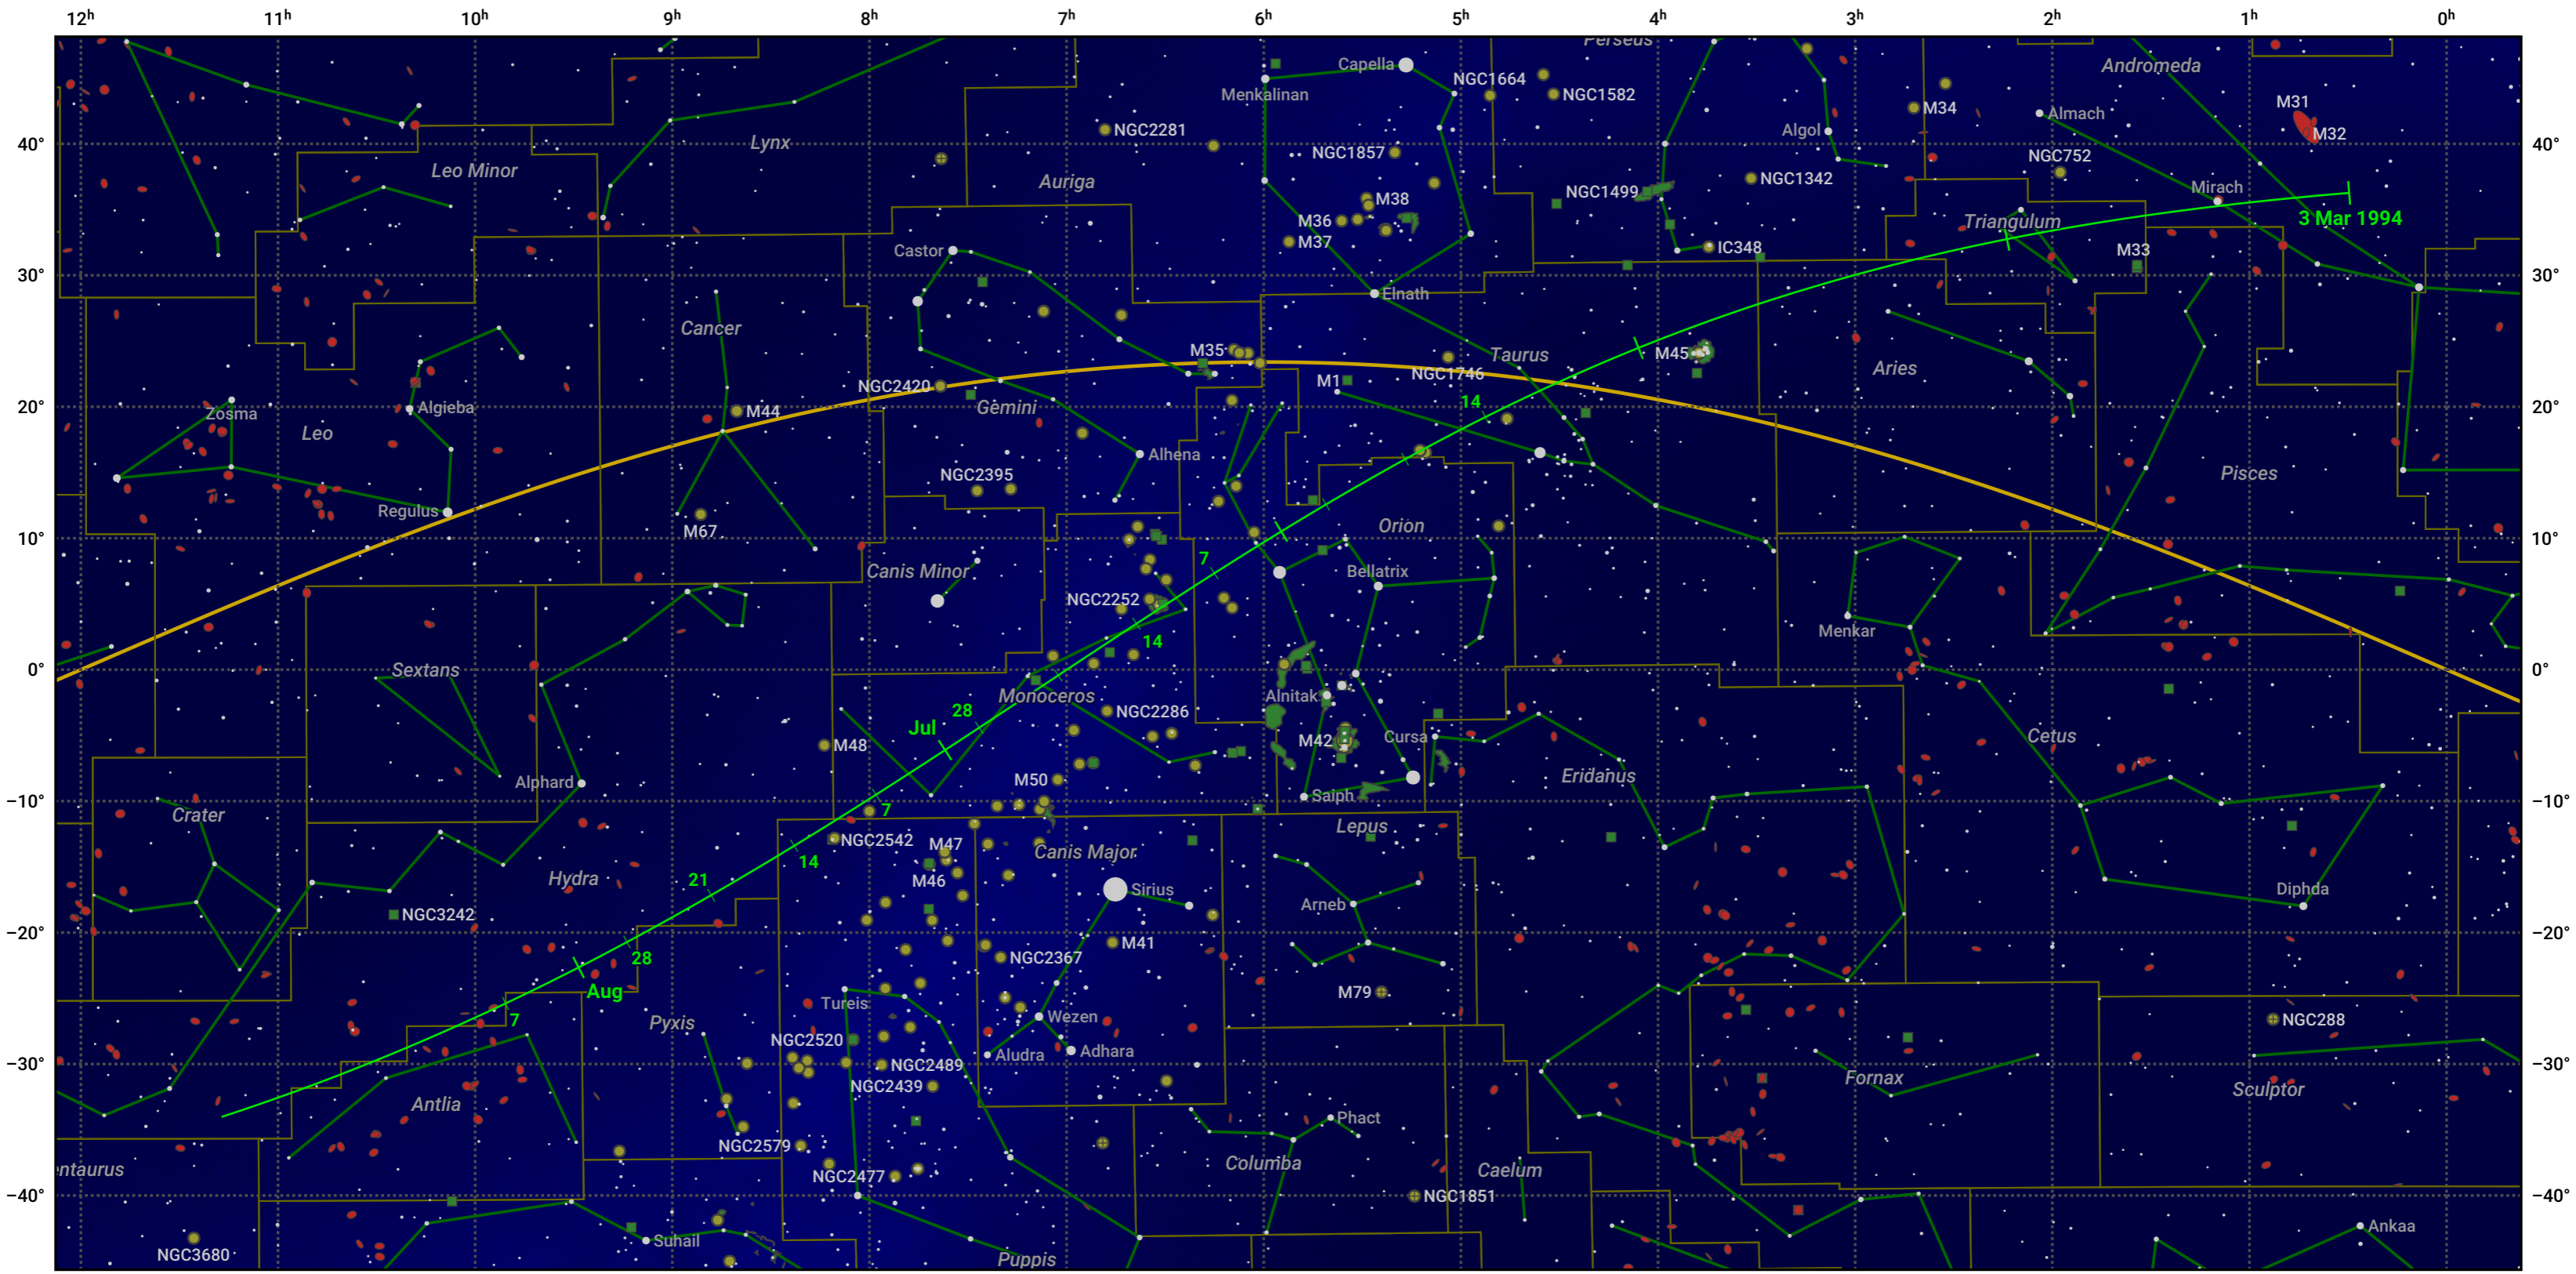 12h 11h 10h 9h 8h 7h 6h 5h 4h 3h 2h 1h 0h
Perseus
Andromeda
Capella
NGC1664
Menkalinan
NGC1582
M34
Almach
M31
M32
40°
Lynx
NGC2281
Algol
40°
Leo Minor
NGC1857
NGC752
Auriga
NGC1342
Mirach
NGC1499
M38
3 Mar 1994
M36
Triangulum
M37
IC348
Castor
M33
30°
30°
Elnath
Cancer
M35
Taurus
M45
Aries
NGC2420
M1
NGC1746
20°
Zosma
Algieba
M44
Gemini
14
20°
Leo
Alhena
NGC2395
Pisces
Regulus
M67
Orion
10°
10°
7
Canis Minor
Bellatrix
NGC2252
Menkar
14
0°
Sextans
0°
Monoceros
Alnitak
28
NGC2286
Jul
M48
M42
Cursa
Cetus
Alphard
M50
Eridanus
−10°
Saiph
−10°
Crater
7
Lepus
NGC2542
M47
Canis Major
14
Hydra
21
M46
Sirius
Diphda
NGC3242
Arneb
−20°
M41
−20°
28
NGC2367
Aug
M79
Tureis
7
Pyxis
Wezen
NGC288
NGC2520
Aludra
Adhara
−30°
NGC2489
−30°
NGC2439
Fornax
Sculptor
Antlia
Phact
NGC2579
entaurus
Columba
Caelum
NGC2477
−40°
NGC1851
−40°
Ankaa
Suhail
NGC3680
Puppis